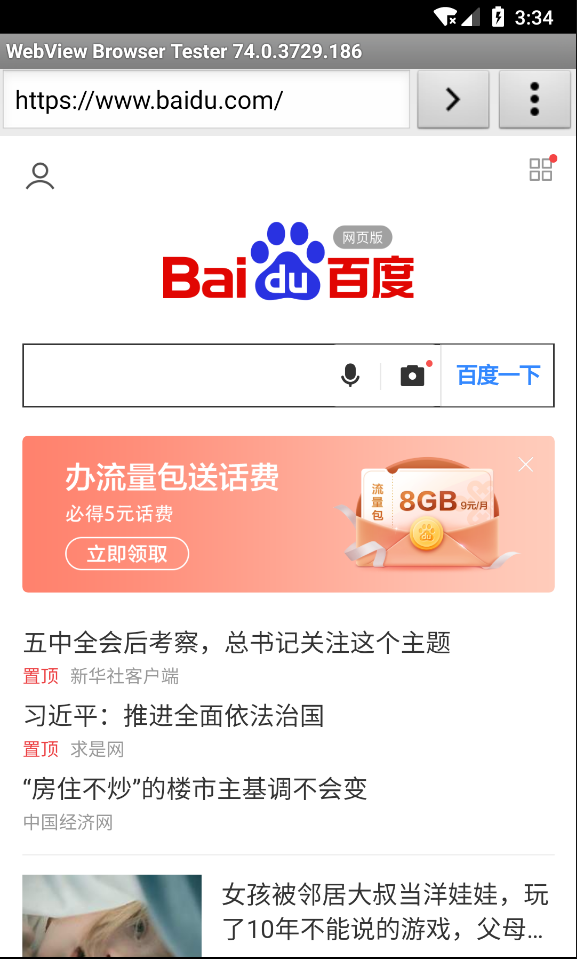 3:34
WebView Browser Tester 74.0.3729.186
https://www.baidu.com/
网页版
Bai du 百度
百度一下
办流量包送话费
必得5元话费
立即领取
流量包
8GB 9元/月
五中全会后考察，总书记关注这个主题
置顶 新华社客户端
习近平：推进全面依法治国
置顶 求是网
“房住不炒”的楼市主基调不会变
中国经济网
女孩被邻居大叔当洋娃娃，玩
了10年不能说的游戏，父母...